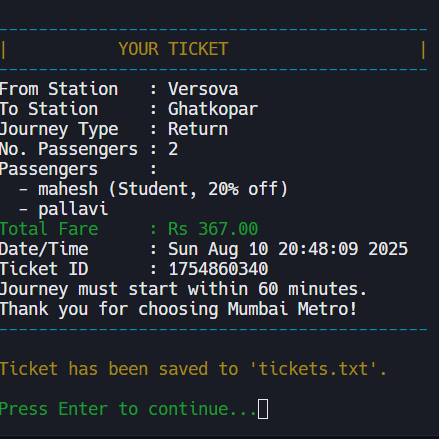 ------------------------------------------
|           YOUR TICKET                   |
------------------------------------------
From Station   : Versova
To Station     : Ghatkopar
Journey Type   : Return
No. Passengers : 2
Passengers     :
  - mahesh (Student, 20% off)
  - pallavi
Total Fare     : Rs 367.00
Date/Time      : Sun Aug 10 20:48:09 2025
Ticket ID      : 1754860340
Journey must start within 60 minutes.
Thank you for choosing Mumbai Metro!
------------------------------------------
Ticket has been saved to 'tickets.txt'.
Press Enter to continue...